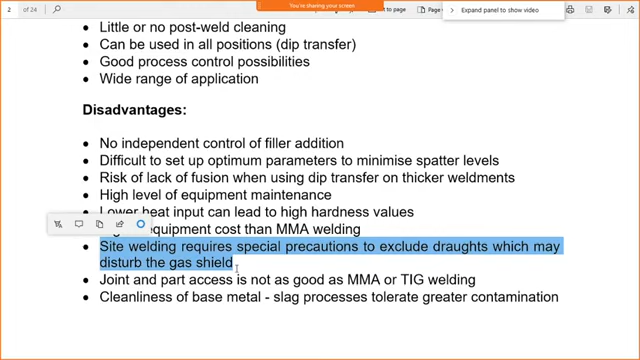 2 of 24
You're sharing your screen
to page
Page view
Expand panel to show video
• Little or no post-weld cleaning
• Can be used in all positions (dip transfer)
• Good process control possibilities
• Wide range of application
Disadvantages:
• No independent control of filler addition
• Difficult to set up optimum parameters to minimise spatter levels
• Risk of lack of fusion when using dip transfer on thicker weldments
• High level of equipment maintenance
• Lower heat input can lead to high hardness values
equipment cost than MMA welding
• Site welding requires special precautions to exclude draughts which may
disturb the gas shield
• Joint and part access is not as good as MMA or TIG welding
• Cleanliness of base metal - slag processes tolerate greater contamination